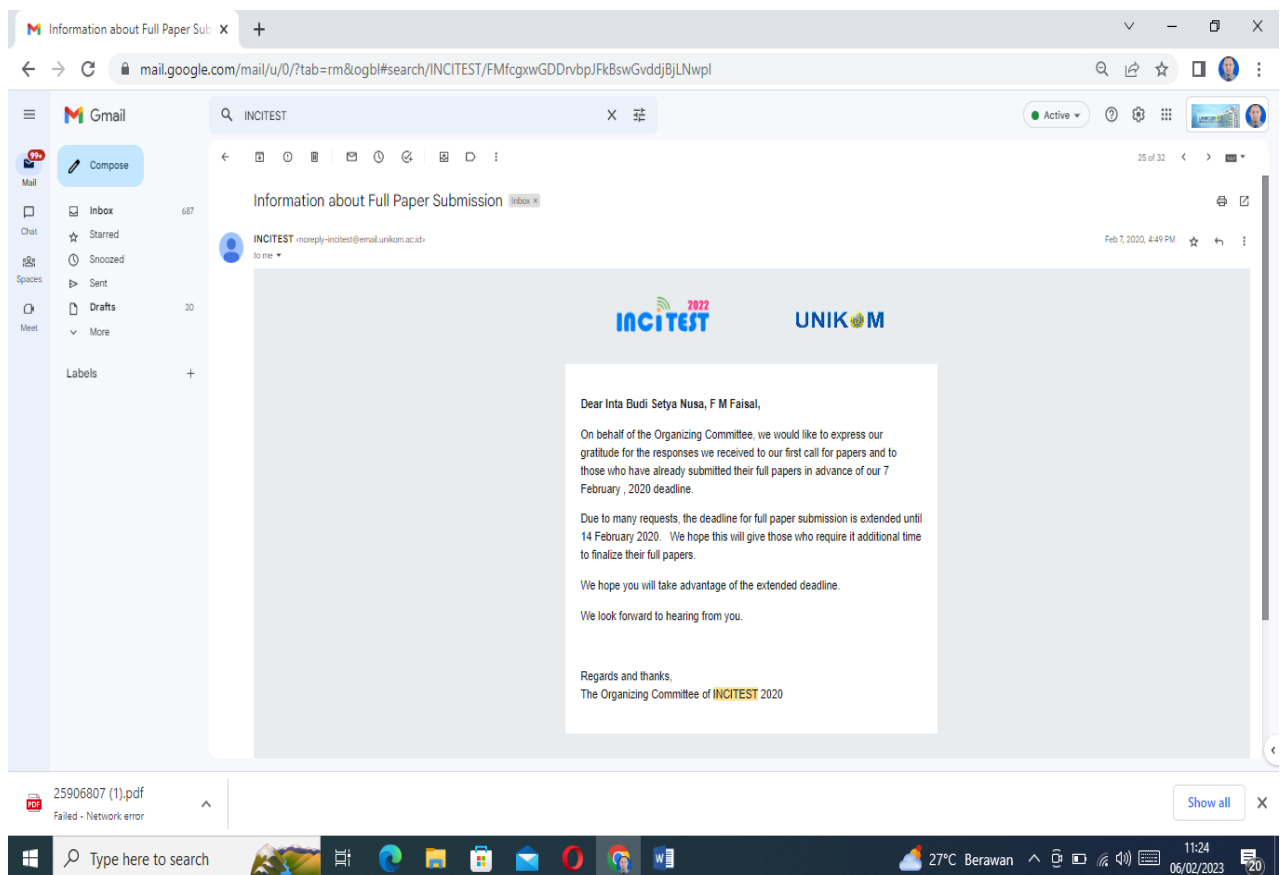 Information about Full Paper Sub
mail.google.com/mail/u/0/?tab=rm&ogbl#search/INCITEST/FMfcgxwGDDrvbpJFkBswGvddjBjLNwpl
Gmail
INCITEST
Active
99+
Mail
Chat
Spaces
Meet
Compose
Inbox 687
Starred
Snoozed
Sent
Drafts 20
More
Labels
25 of 32
Information about Full Paper Submission Inbox x
INCITEST <noreply-incitest@email.unikom.ac.id>
to me
Feb 7, 2020, 4:49 PM
INCITEST 2022
UNIKOM
Dear Inta Budi Setya Nusa, F M Faisal,
On behalf of the Organizing Committee, we would like to express our
gratitude for the responses we received to our first call for papers and to
those who have already submitted their full papers in advance of our 7
February , 2020 deadline.
Due to many requests, the deadline for full paper submission is extended until
14 February 2020. We hope this will give those who require it additional time
to finalize their full papers.
We hope you will take advantage of the extended deadline.
We look forward to hearing from you.
Regards and thanks,
The Organizing Committee of INCITEST 2020
PDF
25906807 (1).pdf
Failed - Network error
Show all
Type here to search
27°C Berawan
11:24
06/02/2023
20